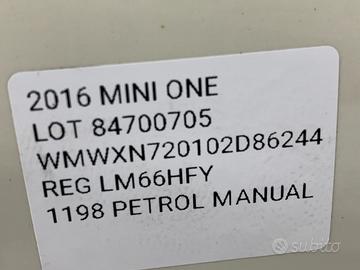 2016 MINI ONE
LOT 84700705
WMWXN720102D86244
REG LM66HFY
1198 PETROL MANUAL
subito